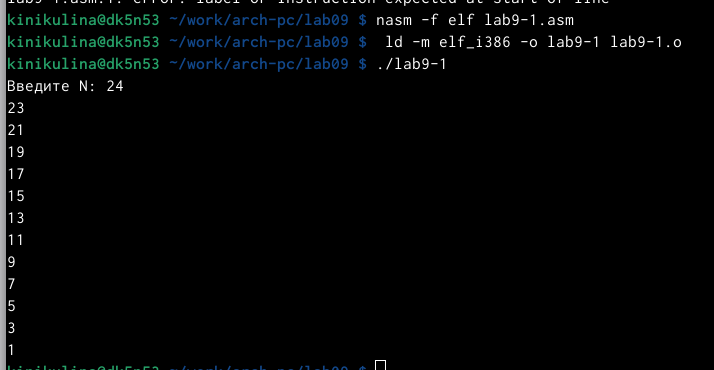 lab9-1.asm:1: error: label or instruction expected at start of line
kinikulina@dk5n53 ~/work/arch-pc/lab09 $ nasm -f elf lab9-1.asm
kinikulina@dk5n53 ~/work/arch-pc/lab09 $  ld -m elf_i386 -o lab9-1 lab9-1.o
kinikulina@dk5n53 ~/work/arch-pc/lab09 $ ./lab9-1
Введите N: 24
23
21
19
17
15
13
11
9
7
5
3
1
kinikulina@dk5n53 ~/work/arch-pc/lab09 $